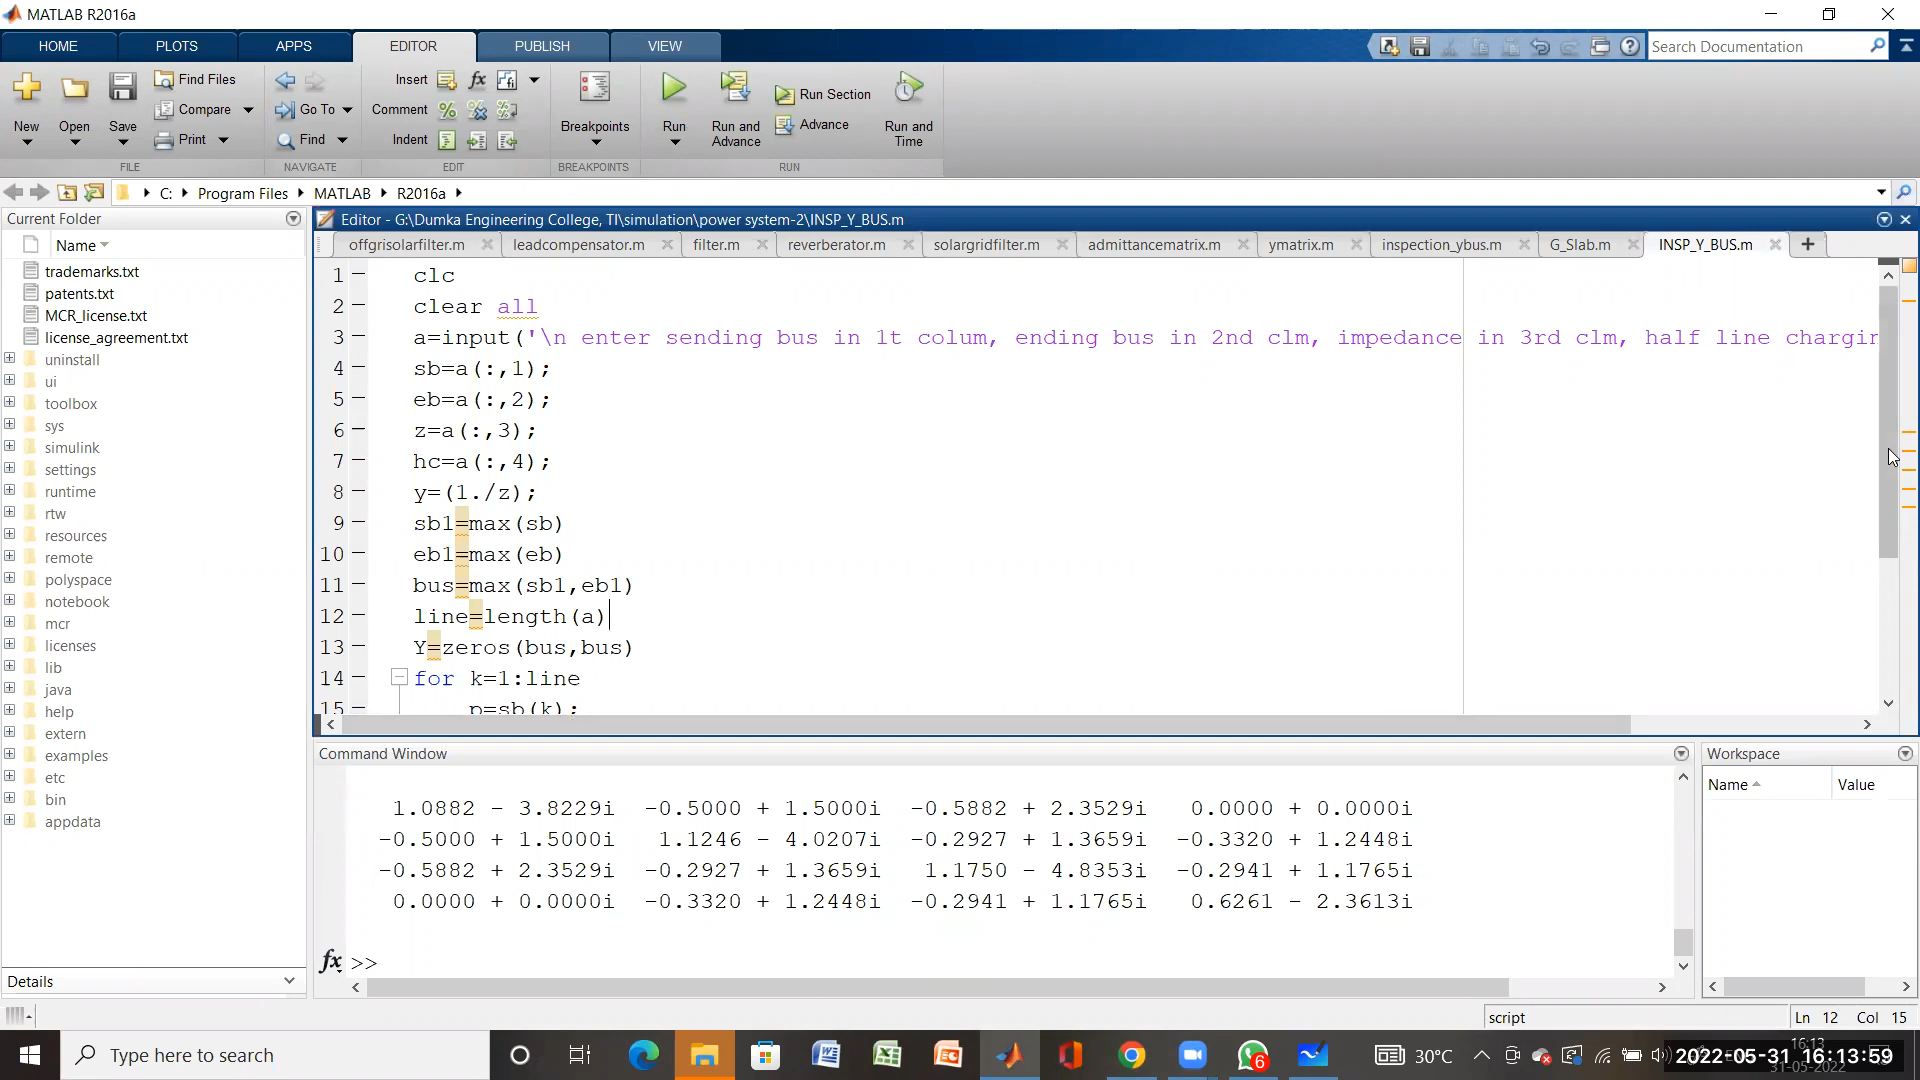 MATLAB R2016a
HOME PLOTS APPS EDITOR PUBLISH VIEW
Search Documentation
New Open Save Find Files Compare Print FILE
Go To Find NAVIGATE
Insert Comment Indent EDIT
Breakpoints BREAKPOINTS
Run Run and Advance Run Section Advance Run and Time RUN
C: Program Files MATLAB R2016a
Current Folder
Name
trademarks.txt
patents.txt
MCR_license.txt
license_agreement.txt
uninstall
ui
toolbox
sys
simulink
settings
runtime
rtw
resources
remote
polyspace
notebook
mcr
licenses
lib
java
help
extern
examples
etc
bin
appdata
Details
Editor - G:\Dumka Engineering College, TI\simulation\power system-2\INSP_Y_BUS.m
offgrisolarfilter.m leadcompensator.m filter.m reverberator.m solargridfilter.m admittancematrix.m ymatrix.m inspection_ybus.m G_Slab.m INSP_Y_BUS.m
1 clc
2 clear all
3 a=input('\n enter sending bus in 1t colum, ending bus in 2nd clm, impedance in 3rd clm, half line chargin
4 sb=a(:,1);
5 eb=a(:,2);
6 z=a(:,3);
7 hc=a(:,4);
8 y=(1./z);
9 sb1=max(sb)
10 eb1=max(eb)
11 bus=max(sb1,eb1)
12 line=length(a)
13 Y=zeros(bus,bus)
14 for k=1:line
15 p=sb(k);
Command Window
1.0882 - 3.8229i -0.5000 + 1.5000i -0.5882 + 2.3529i 0.0000 + 0.0000i
-0.5000 + 1.5000i 1.1246 - 4.0207i -0.2927 + 1.3659i -0.3320 + 1.2448i
-0.5882 + 2.3529i -0.2927 + 1.3659i 1.1750 - 4.8353i -0.2941 + 1.1765i
0.0000 + 0.0000i -0.3320 + 1.2448i -0.2941 + 1.1765i 0.6261 - 2.3613i
fx >>
Workspace
Name Value
script Ln 12 Col 15
Type here to search
6
30°C
16:13
2022-05-31 16:13:59
31-05-2022